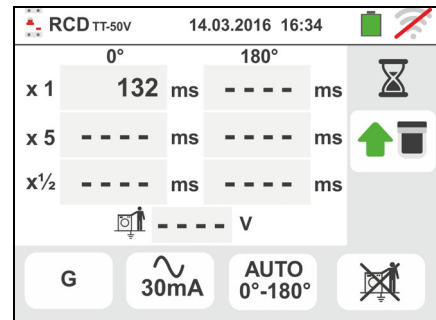 RCD TT-50V 14.03.2016 16:34
0° 180°
x 1 132 ms - - - - ms
x 5 - - - - ms - - - - ms
x½ - - - - ms - - - - ms
- - - - V
G
30mA
AUTO
0°-180°